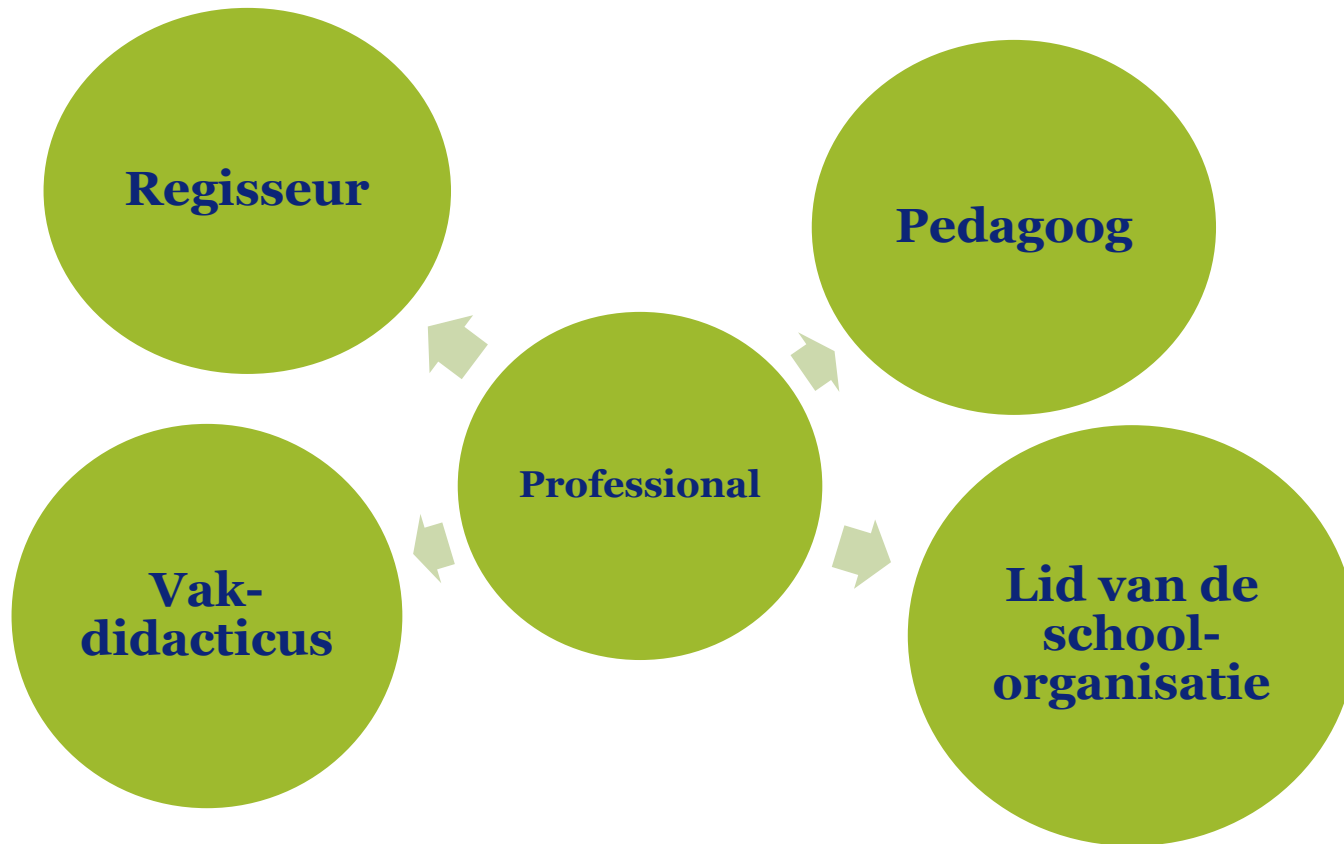 Regisseur
Pedagoog
Professional
Vak-
didacticus
Lid van de
school-
organisatie